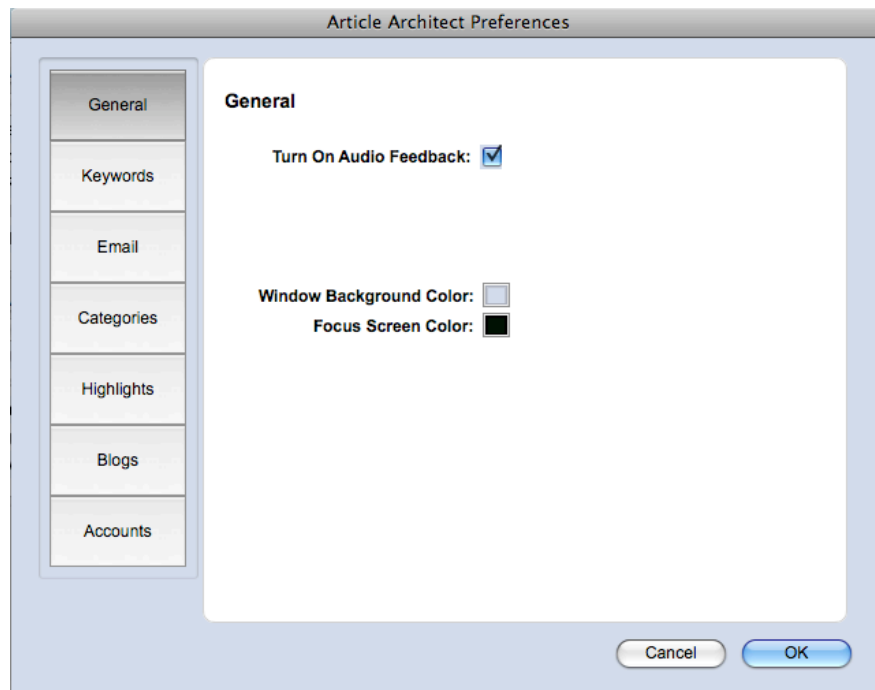 Article Architect Preferences
General
Keywords
Email
Categories
Highlights
Blogs
Accounts
General
Turn On Audio Feedback:
Window Background Color:
Focus Screen Color:
Cancel
OK